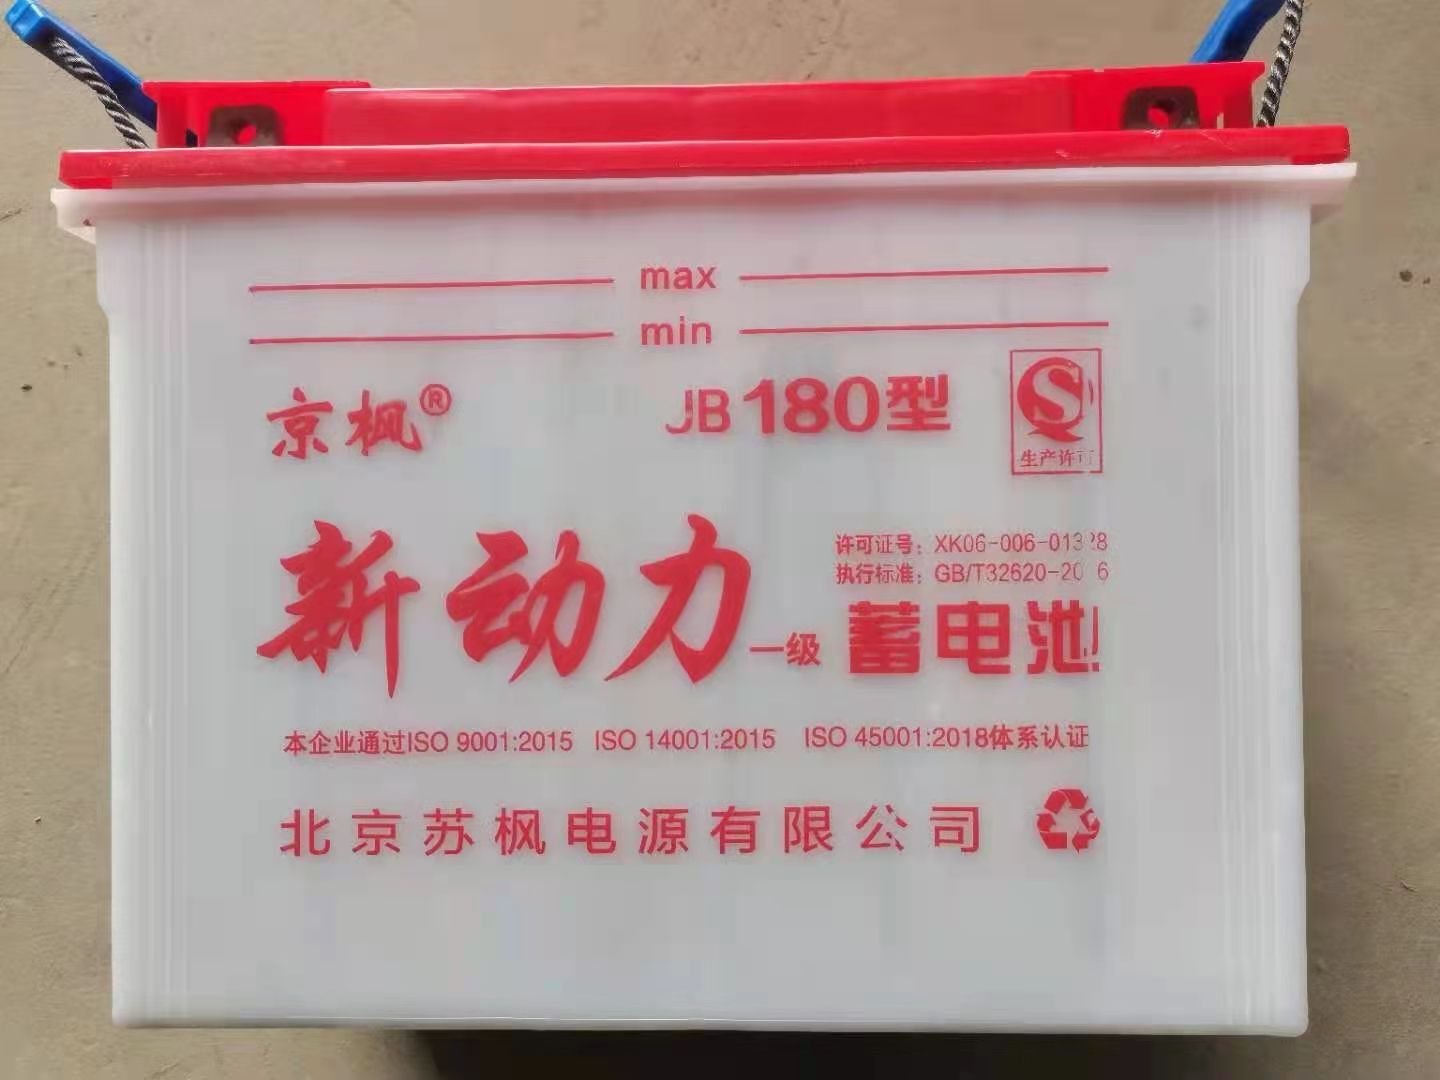 max
min
京枫®
JB180型
生产许可
许可证号：XK06-006-01328
执行标准：GB/T32620-2016
新动力一级蓄电池
本企业通过ISO 9001:2015 ISO 14001:2015 ISO 45001:2018体系认证
北京苏枫电源有限公司